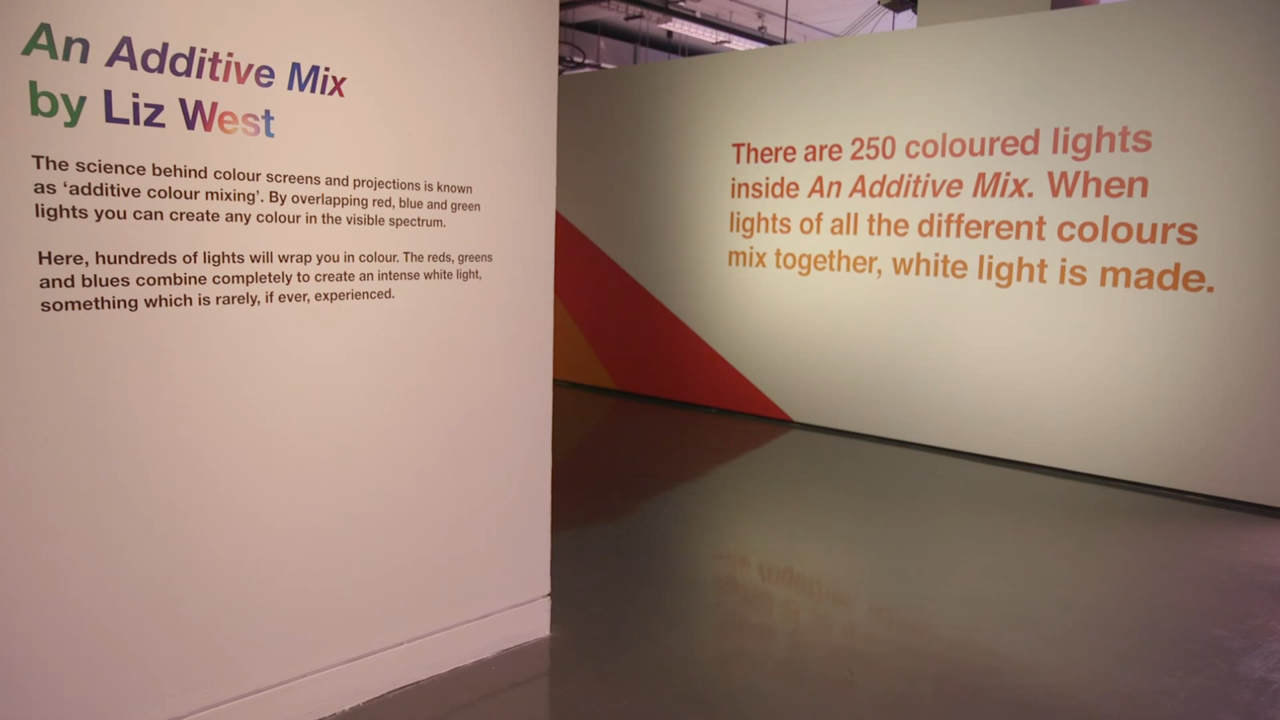 An Additive Mix
by Liz West
The science behind colour screens and projections is known
as ‘additive colour mixing’. By overlapping red, blue and green
lights you can create any colour in the visible spectrum.
Here, hundreds of lights will wrap you in colour. The reds, greens
and blues combine completely to create an intense white light,
something which is rarely, if ever, experienced.
There are 250 coloured lights
inside An Additive Mix. When
lights of all the different colours
mix together, white light is made.